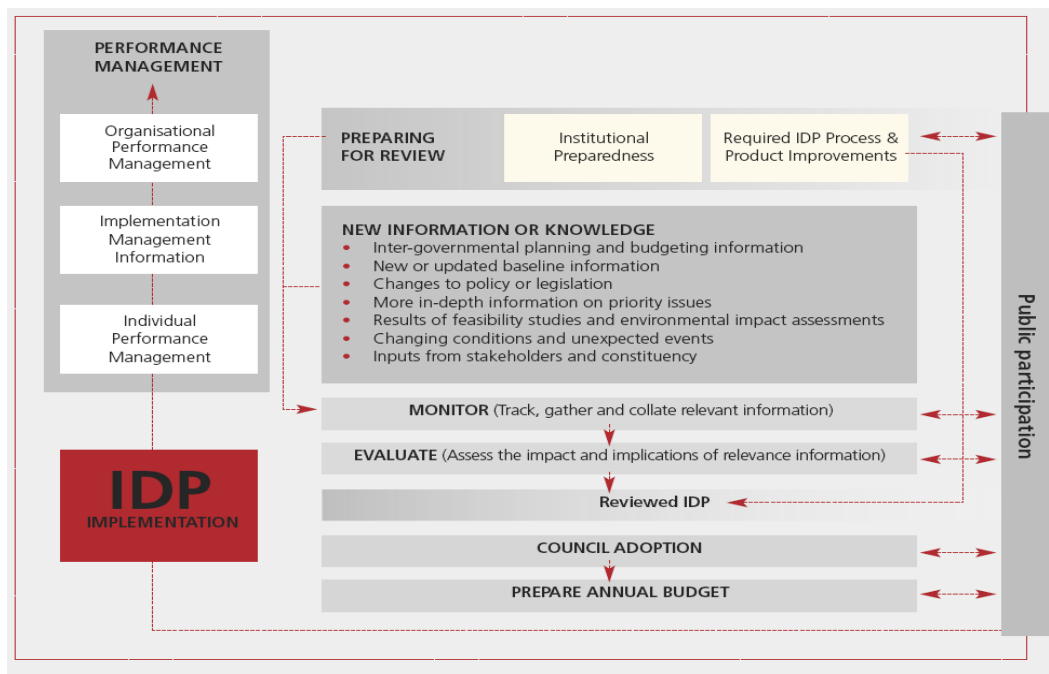 PERFORMANCE
MANAGEMENT
Organisational
Performance
Management
Implementation
Management
Information
Individual
Performance
Management
IDP
IMPLEMENTATION
PREPARING
FOR REVIEW
Institutional
Preparedness
Required IDP Process &
Product Improvements
NEW INFORMATION OR KNOWLEDGE
• Inter-governmental planning and budgeting information
• New or updated baseline information
• Changes to policy or legislation
• More in-depth information on priority issues
• Results of feasibility studies and environmental impact assessments
• Changing conditions and unexpected events
• Inputs from stakeholders and constituency
MONITOR (Track, gather and collate relevant information)
EVALUATE (Assess the impact and implications of relevance information)
Reviewed IDP
COUNCIL ADOPTION
PREPARE ANNUAL BUDGET
Public participation